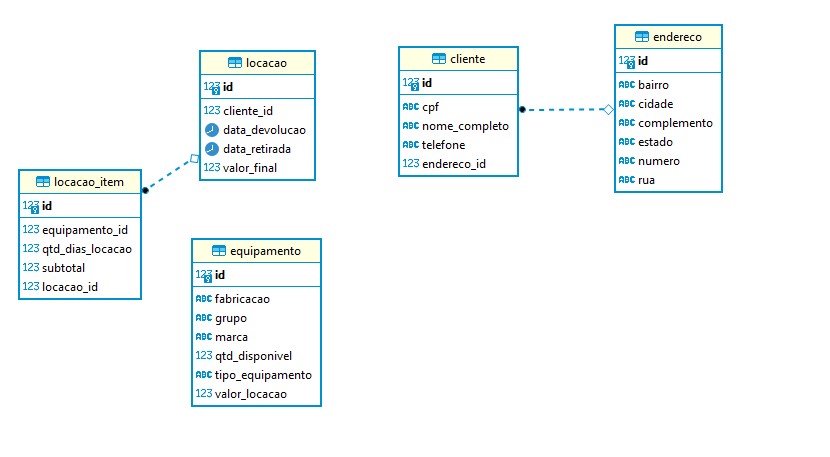 locacao
123 id
123 cliente_id
data_devolucao
data_retirada
123 valor_final
cliente
123 id
ABC cpf
ABC nome_completo
ABC telefone
123 endereco_id
endereco
123 id
ABC bairro
ABC cidade
ABC complemento
ABC estado
ABC numero
ABC rua
locacao_item
123 id
123 equipamento_id
123 qtd_dias_locacao
123 subtotal
123 locacao_id
equipamento
123 id
ABC fabricacao
ABC grupo
ABC marca
123 qtd_disponivel
ABC tipo_equipamento
123 valor_locacao